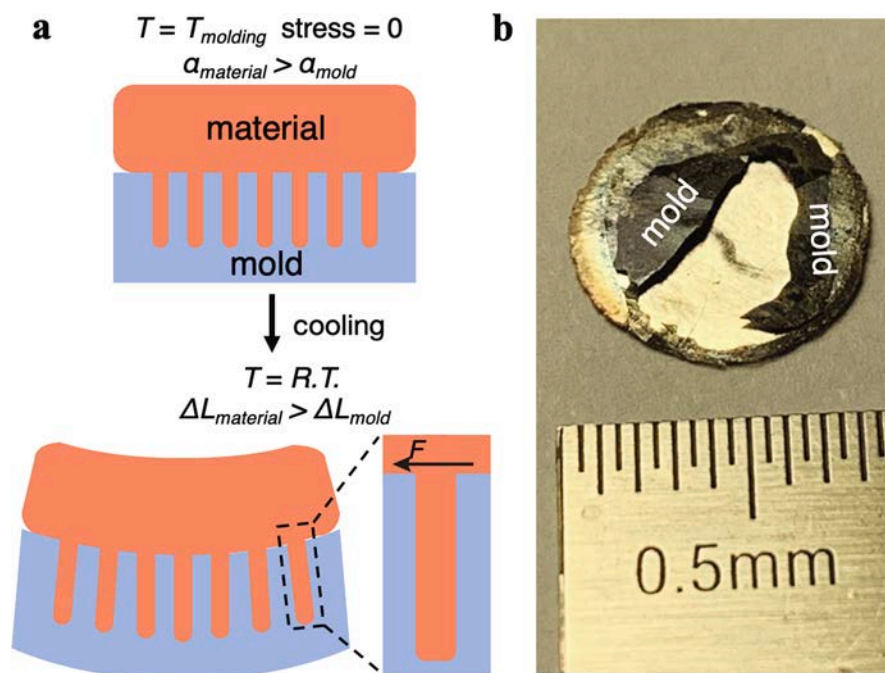 a
T = T_molding stress = 0
α_material > α_mold
material
mold
cooling
T = R.T.
ΔL_material > ΔL_mold
F
b
mold
mold
0.5mm